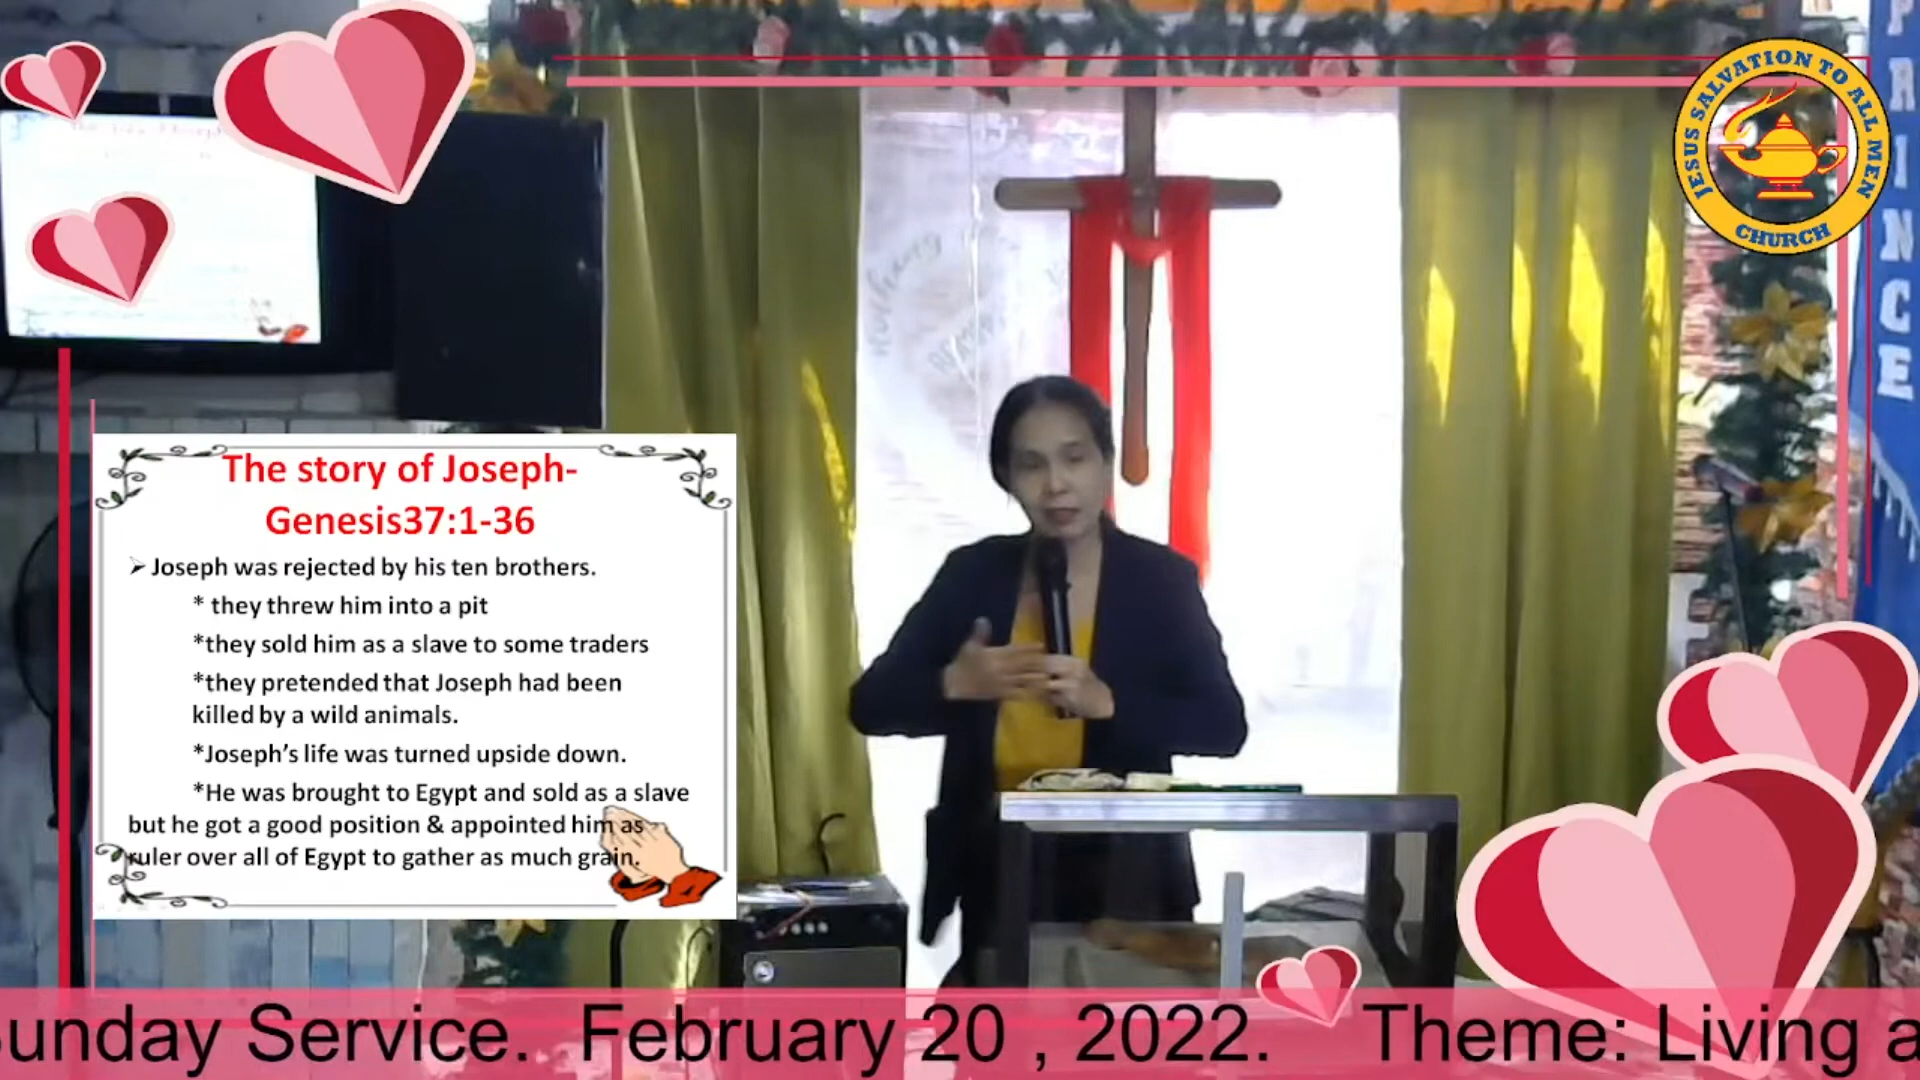 JESUS SALVATION TO ALL MEN
CHURCH
PRINCE
The story of Joseph-
Genesis37:1-36
➢ Joseph was rejected by his ten brothers.
* they threw him into a pit
*they sold him as a slave to some traders
*they pretended that Joseph had been
killed by a wild animals.
*Joseph’s life was turned upside down.
*He was brought to Egypt and sold as a slave
but he got a good position & appointed him as
ruler over all of Egypt to gather as much grain.
Sunday Service. February 20 , 2022. Theme: Living a